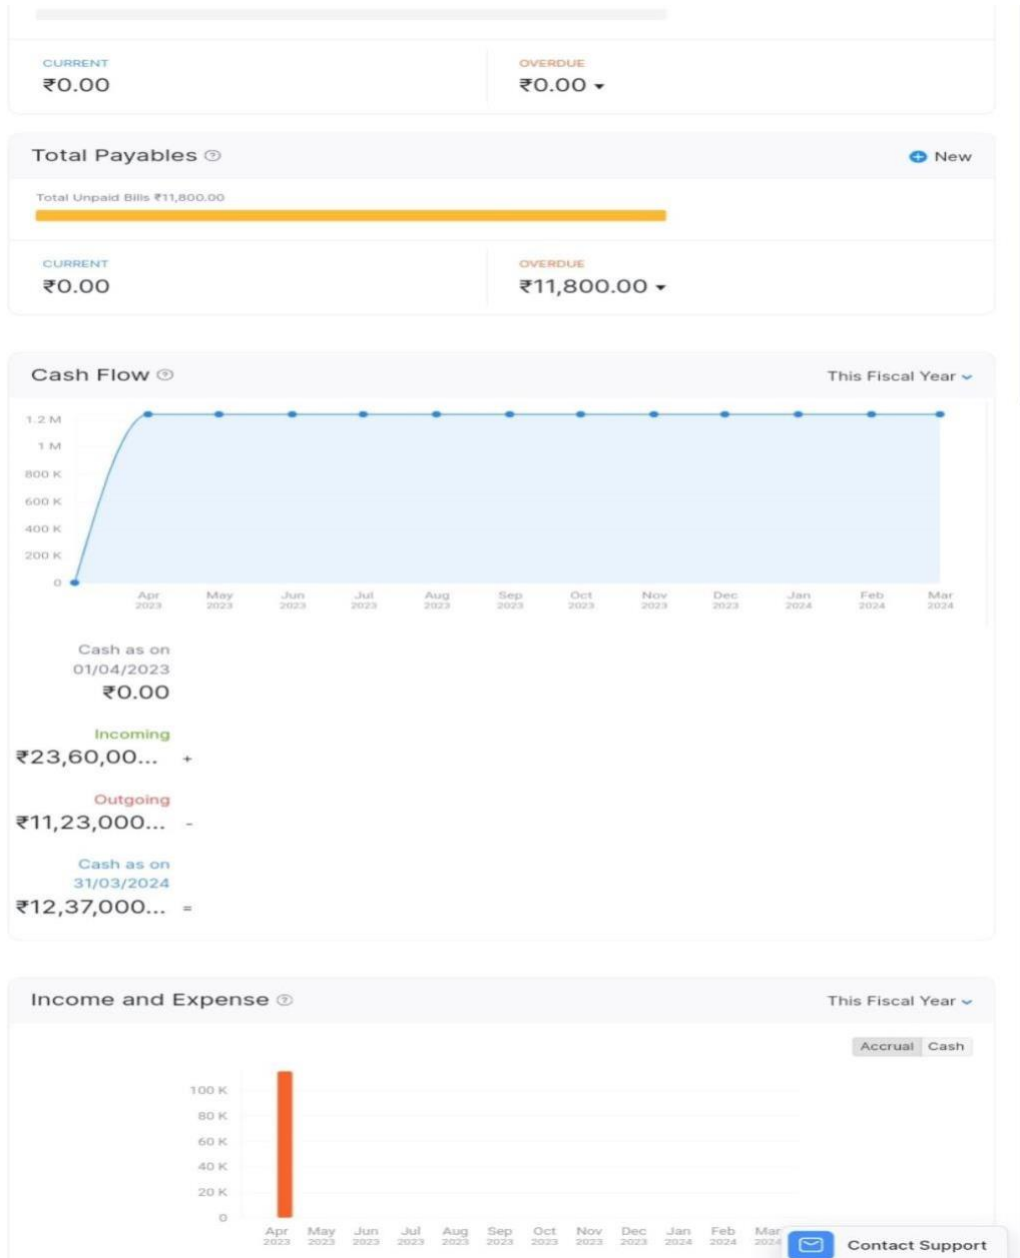 CURRENT OVERDUE
₹0.00 ₹0.00
Total Payables New
Total Unpaid Bills ₹11,800.00
CURRENT OVERDUE
₹0.00 ₹11,800.00
Cash Flow This Fiscal Year
1.2 M
1 M
800 K
600 K
400 K
200 K
0
Apr May Jun Jul Aug Sep Oct Nov Dec Jan Feb Mar
2023 2023 2023 2023 2023 2023 2023 2023 2023 2024 2024 2024
Cash as on
01/04/2023
₹0.00
Incoming
₹23,60,00... +
Outgoing
₹11,23,000... -
Cash as on
31/03/2024
₹12,37,000... =
Income and Expense This Fiscal Year
Accrual Cash
100 K
80 K
60 K
40 K
20 K
0
Apr May Jun Jul Aug Sep Oct Nov Dec Jan Feb Mar
2023 2023 2023 2023 2023 2023 2023 2023 2023 2024 2024 2024
Contact Support